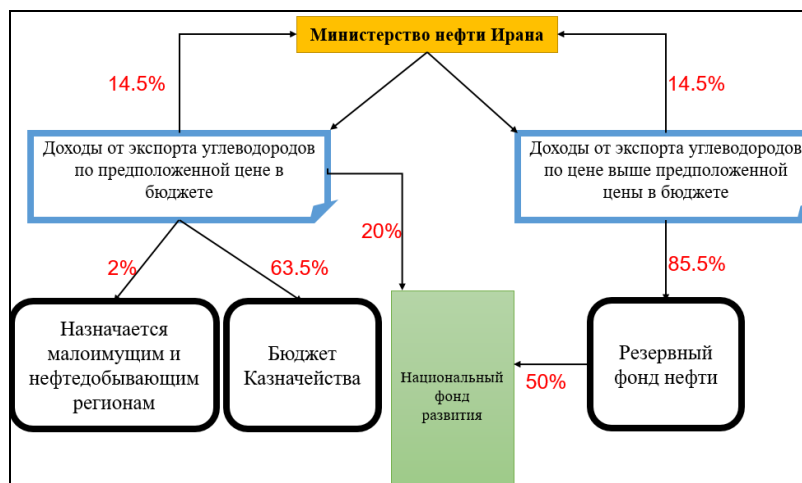 Министерство нефти Ирана
14.5%
14.5%
Доходы от экспорта углеводородов
по предположенной цене в
бюджете
Доходы от экспорта углеводородов
по цене выше предположенной
цены в бюджете
20%
2%
63.5%
85.5%
Назначается
малоимущим и
нефтедобывающим
регионам
Бюджет
Казначейства
Национальный
фонд
развития
50%
Резервный
фонд нефти